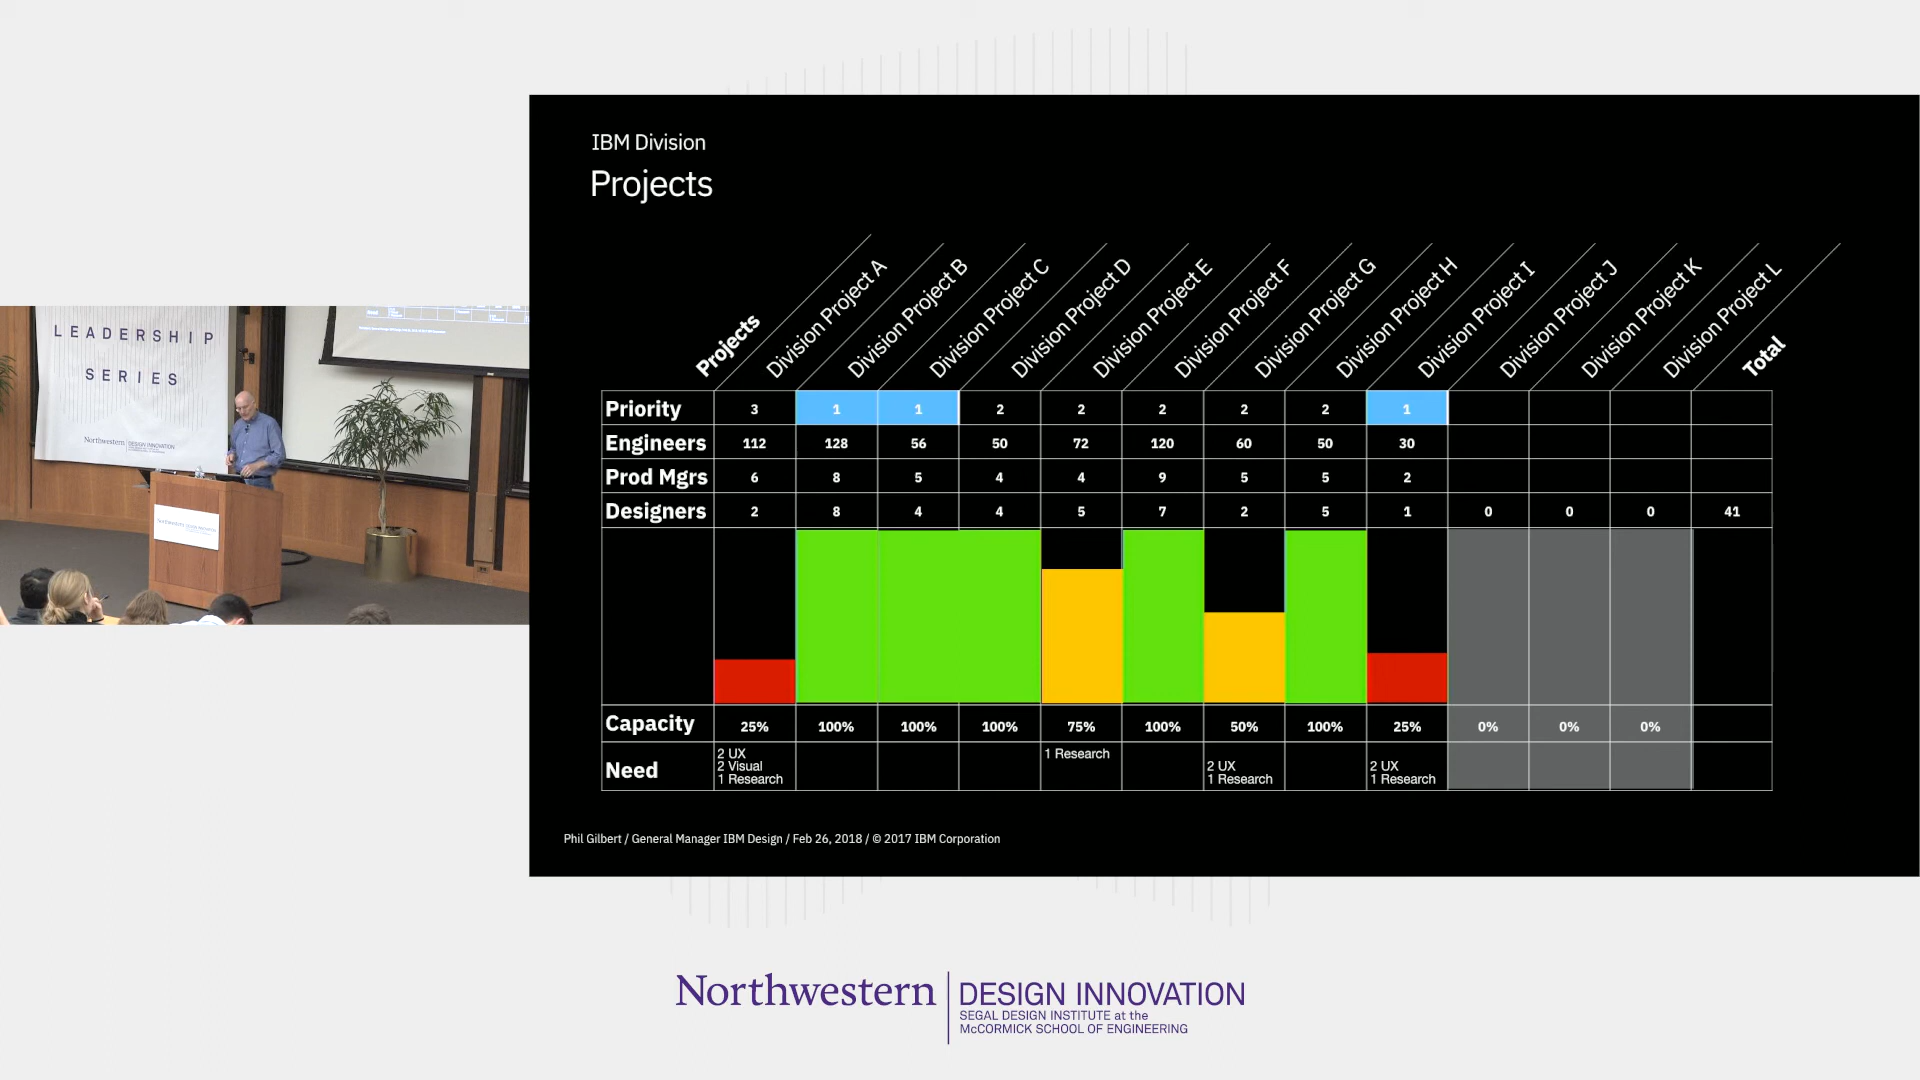 IBM Division
Projects
Projects
Division Project A
Division Project B
Division Project C
Division Project D
Division Project E
Division Project F
Division Project G
Division Project H
Division Project I
Division Project J
Division Project K
Division Project L
Total
Priority 3 1 1 2 2 2 2 2 1
Engineers 112 128 56 50 72 120 60 50 30
Prod Mgrs 6 8 5 4 4 9 5 5 2
Designers 2 8 4 4 5 7 2 5 1 0 0 0 41
Capacity 25% 100% 100% 100% 75% 100% 50% 100% 25% 0% 0% 0%
Need
2 UX
2 Visual
1 Research
1 Research
2 UX
1 Research
2 UX
1 Research
Phil Gilbert / General Manager IBM Design / Feb 26, 2018 / © 2017 IBM Corporation
LEADERSHIP
SERIES
Northwestern DESIGN INNOVATION
Northwestern | DESIGN INNOVATION
SEGAL DESIGN INSTITUTE at the
McCORMICK SCHOOL OF ENGINEERING